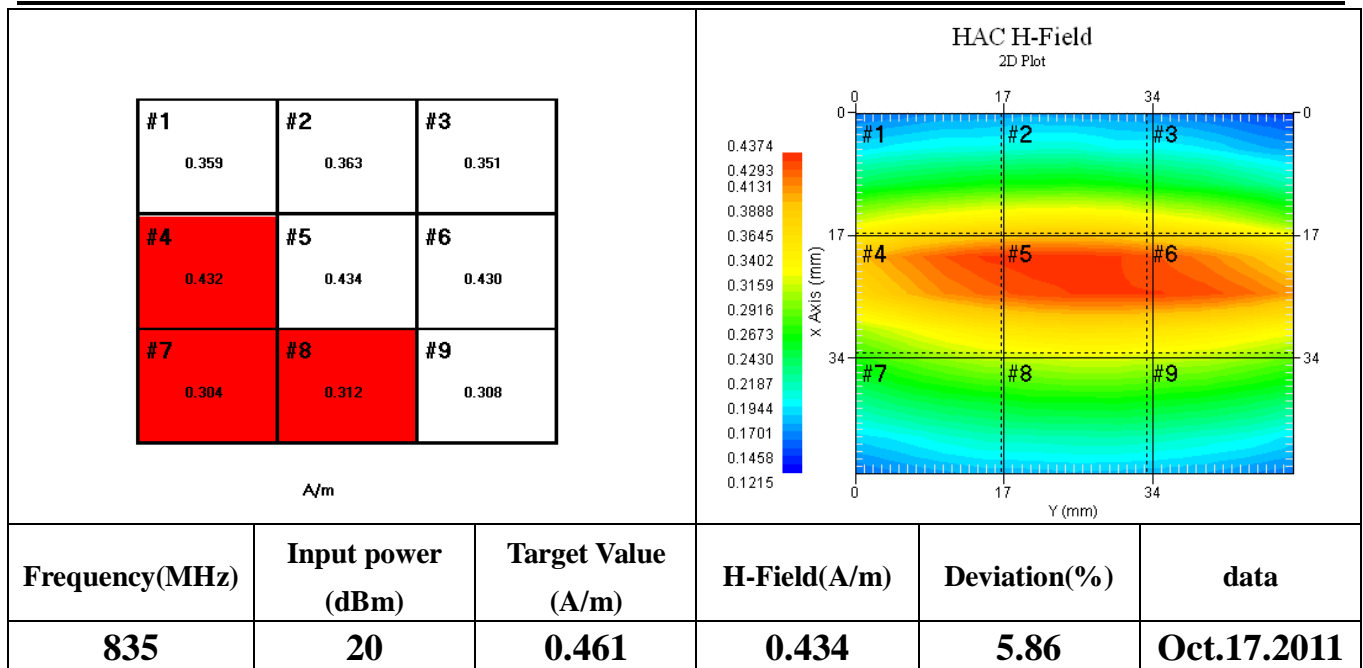 #1 #2 #3
0.359 0.363 0.351
#4 #5 #6
0.432 0.434 0.430
#7 #8 #9
0.304 0.312 0.308
A/m
HAC H-Field
2D Plot
0 17 34
0 0
#1 #2 #3
0.4374
0.4293
0.4131
0.3888
0.3645
0.3402
0.3159
0.2916
0.2673
0.2430
0.2187
0.1944
0.1701
0.1458
0.1215
x Axis (mm)
17 17
#4 #5 #6
34 34
#7 #8 #9
0 17 34
Y (mm)
Frequency(MHz) Input power (dBm) Target Value (A/m) H-Field(A/m) Deviation(%) data
835 20 0.461 0.434 5.86 Oct.17.2011